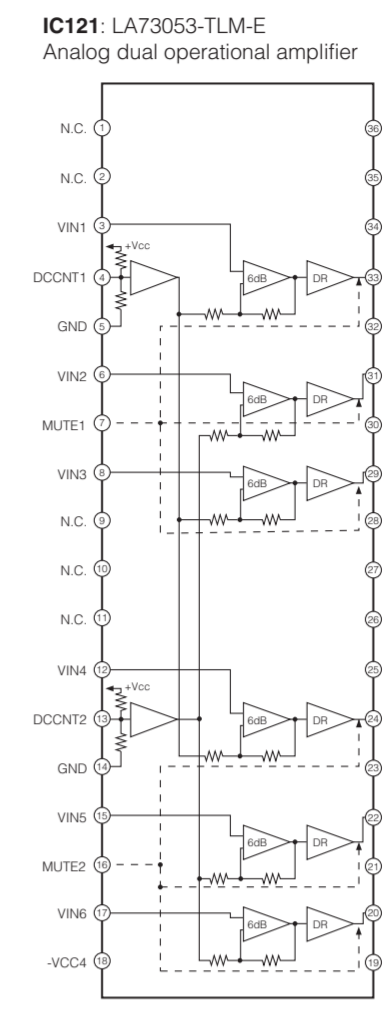 IC121: LA73053-TLM-E
Analog dual operational amplifier
N.C. 1 36
N.C. 2 35
VIN1 3 34
+Vcc
DCCNT1 4 6dB DR 33
GND 5 32
VIN2 6 31
6dB DR
MUTE1 7 30
VIN3 8 29
6dB DR
N.C. 9 28
N.C. 10 27
N.C. 11 26
VIN4 12 25
+Vcc
DCCNT2 13 6dB DR 24
GND 14 23
VIN5 15 22
6dB DR
MUTE2 16 21
VIN6 17 20
6dB DR
-VCC4 18 19